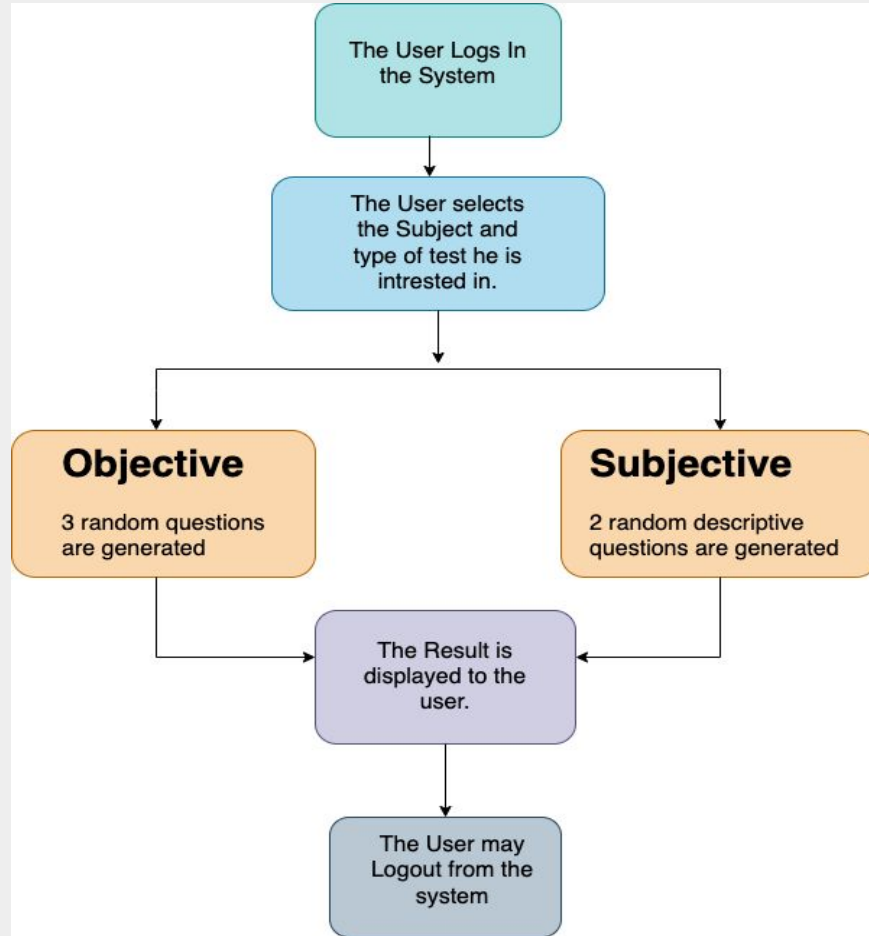 The User Logs In
the System
The User selects
the Subject and
type of test he is
intrested in.
Objective
3 random questions
are generated
Subjective
2 random descriptive
questions are generated
The Result is
displayed to the
user.
The User may
Logout from the
system